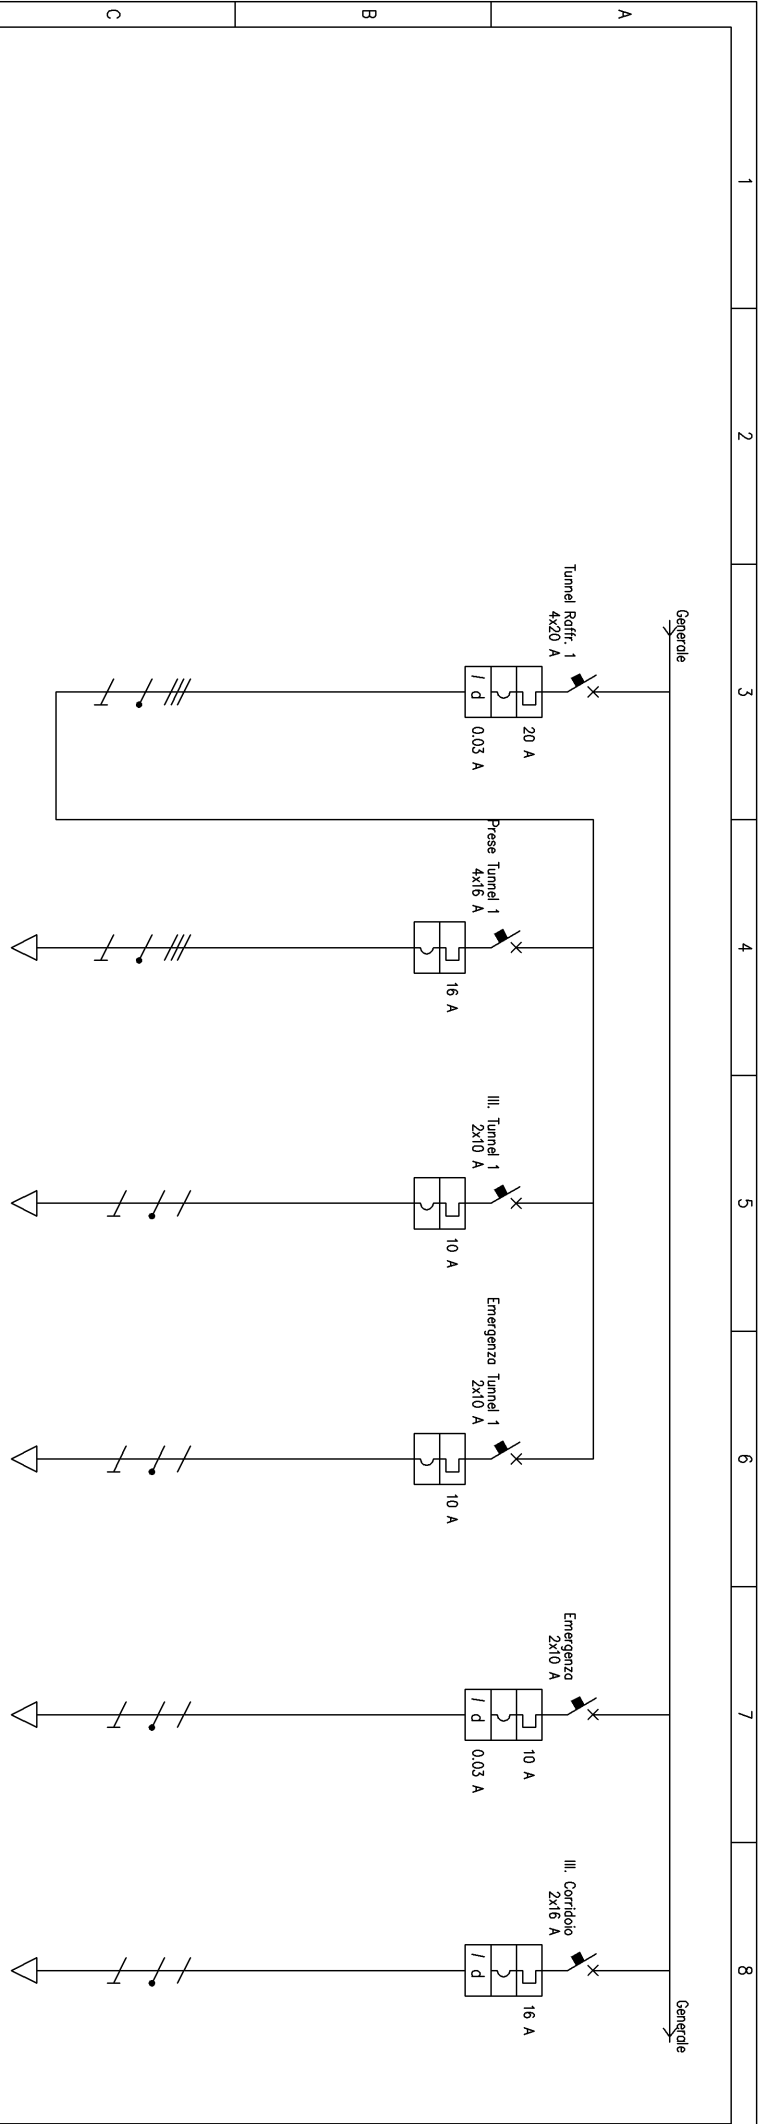 1
2
3
4
5
6
7
8
A
B
C
Generale
Generale
Tunnel Raffr. 1
4x20 A
20 A
I d
0.03 A
Prese Tunnel 1
4x16 A
16 A
Ill. Tunnel 1
2x10 A
10 A
Emergenza Tunnel 1
2x10 A
10 A
Emergenza
2x10 A
10 A
I d
0.03 A
Ill. Corridoio
2x16 A
16 A
I d